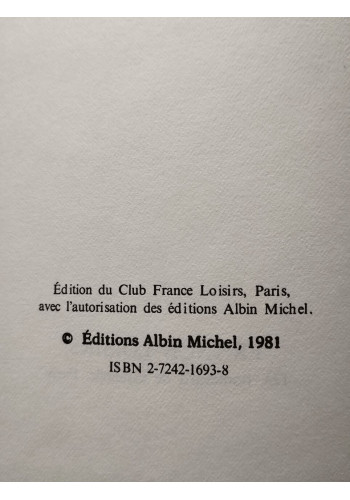 Édition du Club France Loisirs, Paris,
avec l'autorisation des éditions Albin Michel.
© Éditions Albin Michel, 1981
ISBN 2-7242-1693-8